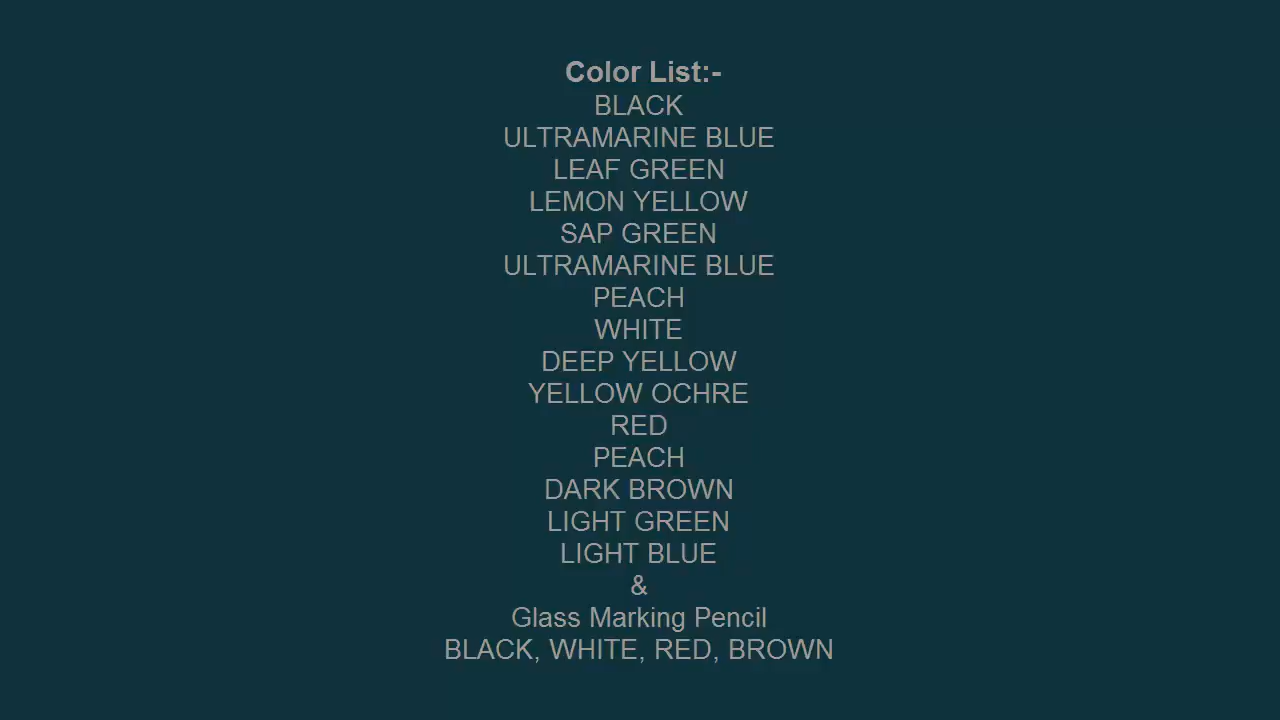 Color List:-
BLACK
ULTRAMARINE BLUE
LEAF GREEN
LEMON YELLOW
SAP GREEN
ULTRAMARINE BLUE
PEACH
WHITE
DEEP YELLOW
YELLOW OCHRE
RED
PEACH
DARK BROWN
LIGHT GREEN
LIGHT BLUE
&
Glass Marking Pencil
BLACK, WHITE, RED, BROWN